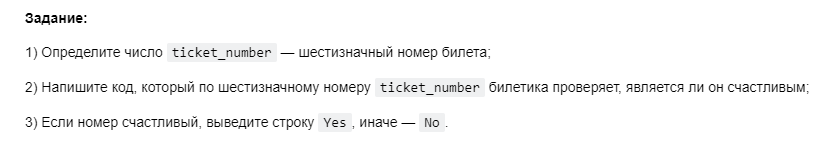 Задание:
1) Определите число ticket_number — шестизначный номер билета;
2) Напишите код, который по шестизначному номеру ticket_number билетика проверяет, является ли он счастливым;
3) Если номер счастливый, выведите строку Yes, иначе — No.